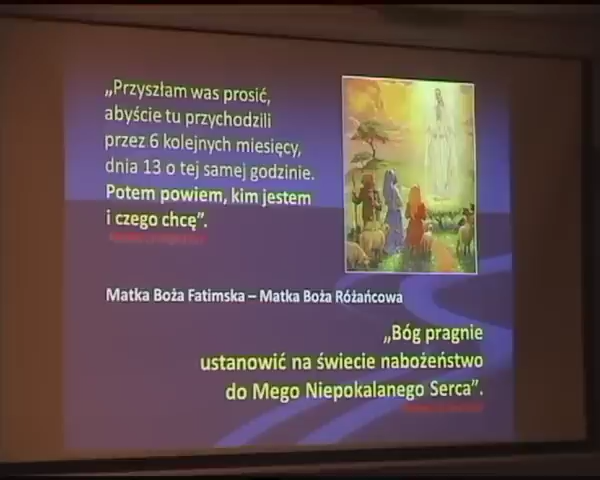 „Przyszłam was prosić,
abyście tu przychodzili
przez 6 kolejnych miesięcy,
dnia 13 o tej samej godzinie.
Potem powiem, kim jestem
i czego chcę”.
Matka Boża Fatimska – Matka Boża Różańcowa
„Bóg pragnie
ustanowić na świecie nabożeństwo
do Mego Niepokalanego Serca”.